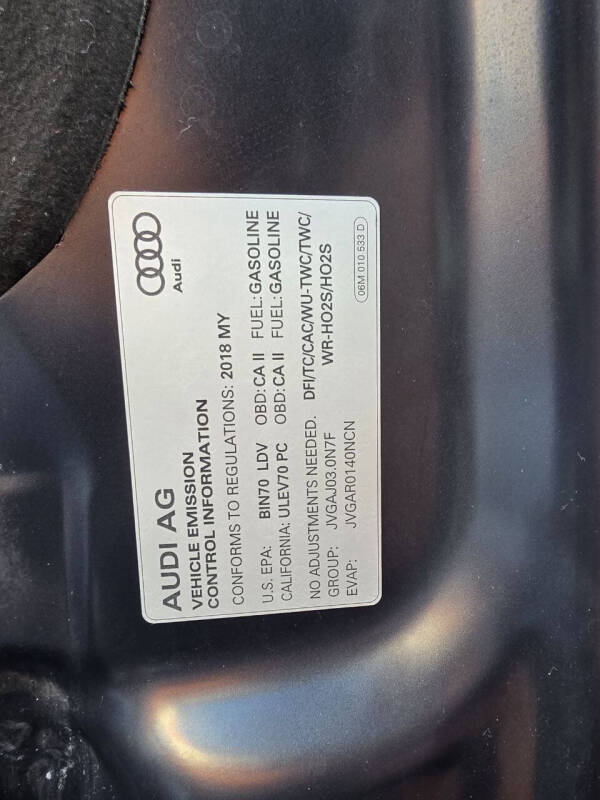 Audi
AUDI AG
VEHICLE EMISSION
CONTROL INFORMATION
CONFORMS TO REGULATIONS: 2018 MY
U.S. EPA: BIN70 LDV OBD: CA II FUEL: GASOLINE
CALIFORNIA: ULEV70 PC OBD: CA II FUEL: GASOLINE
NO ADJUSTMENTS NEEDED. DFI/TC/CAC/WU-TWC/TWC/
GROUP: JVGAJ03.0N7F WR-HO2S/HO2S
EVAP: JVGAR0140NCN
06M 010 533 D